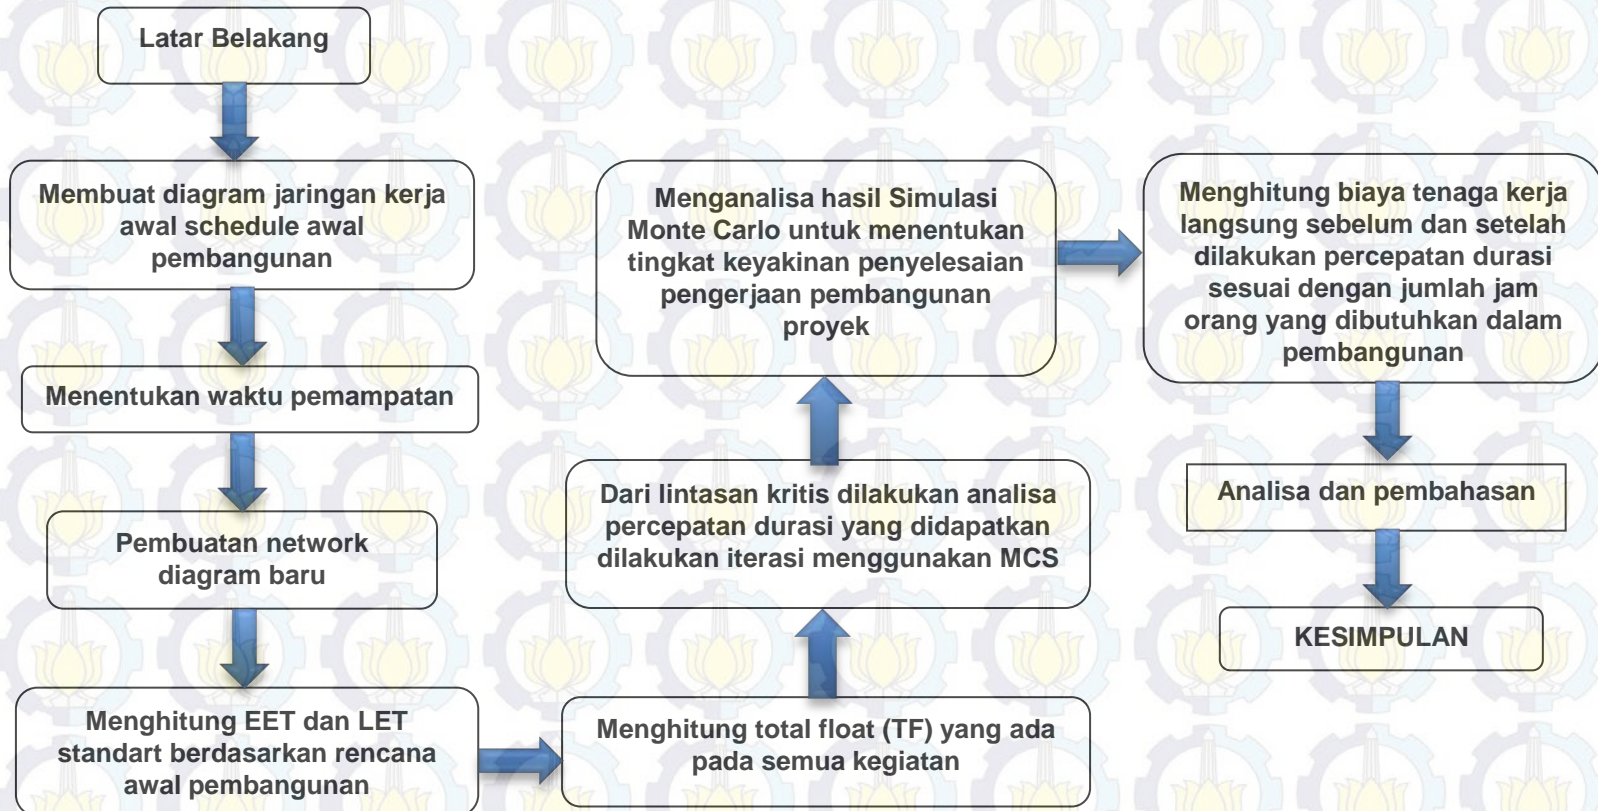 Latar Belakang
Membuat diagram jaringan kerja
awal schedule awal
pembangunan
Menentukan waktu pemampatan
Pembuatan network
diagram baru
Menghitung EET dan LET
standart berdasarkan rencana
awal pembangunan
Menghitung total float (TF) yang ada
pada semua kegiatan
Dari lintasan kritis dilakukan analisa
percepatan durasi yang didapatkan
dilakukan iterasi menggunakan MCS
Menganalisa hasil Simulasi
Monte Carlo untuk menentukan
tingkat keyakinan penyelesaian
pengerjaan pembangunan
proyek
Menghitung biaya tenaga kerja
langsung sebelum dan setelah
dilakukan percepatan durasi
sesuai dengan jumlah jam
orang yang dibutuhkan dalam
pembangunan
Analisa dan pembahasan
KESIMPULAN